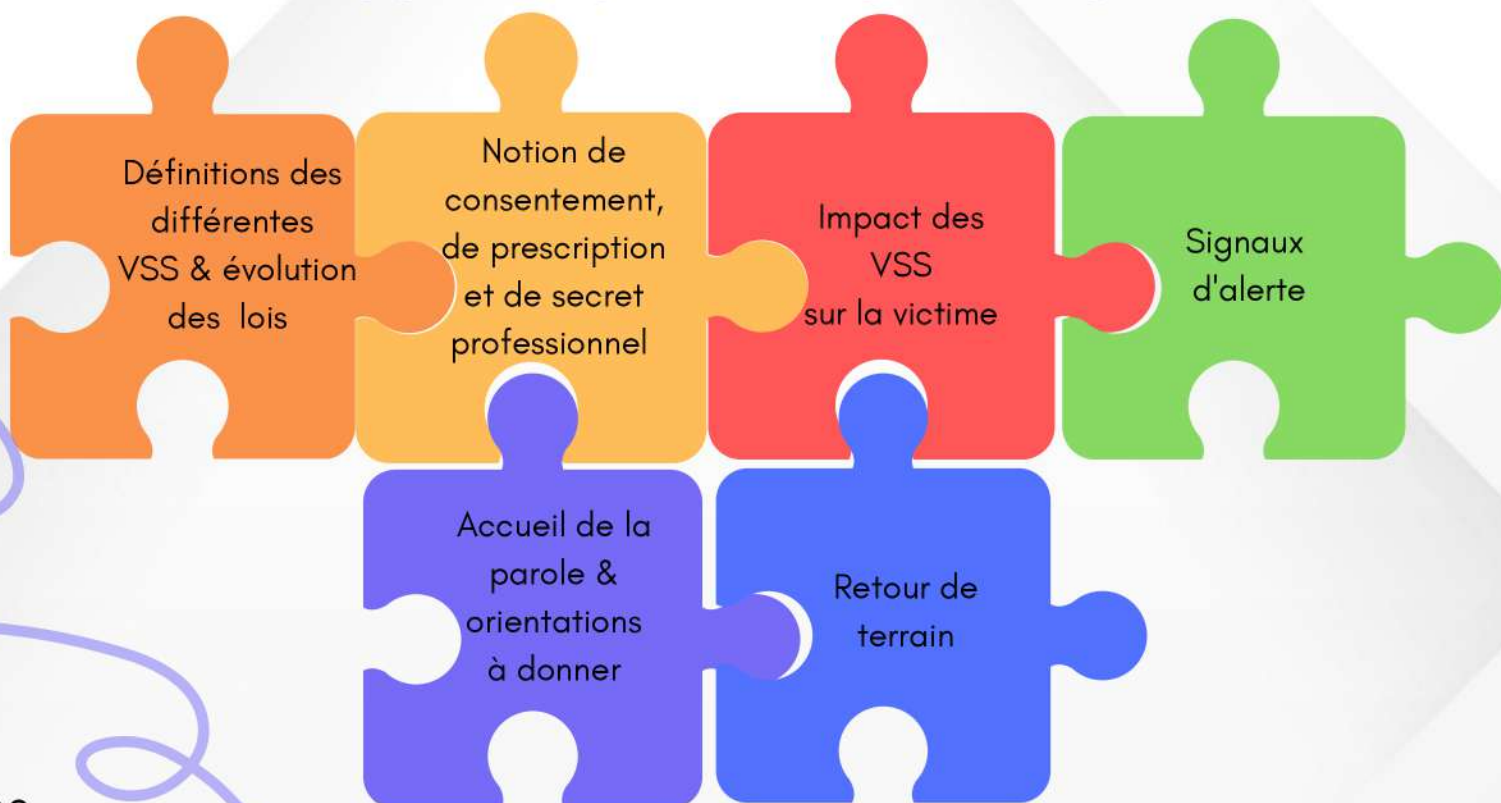 Définitions des
différentes
VSS & évolution
des lois
Notion de
consentement,
de prescription
et de secret
professionnel
Impact des
VSS
sur la victime
Signaux
d'alerte
Accueil de la
parole &
orientations
à donner
Retour de
terrain